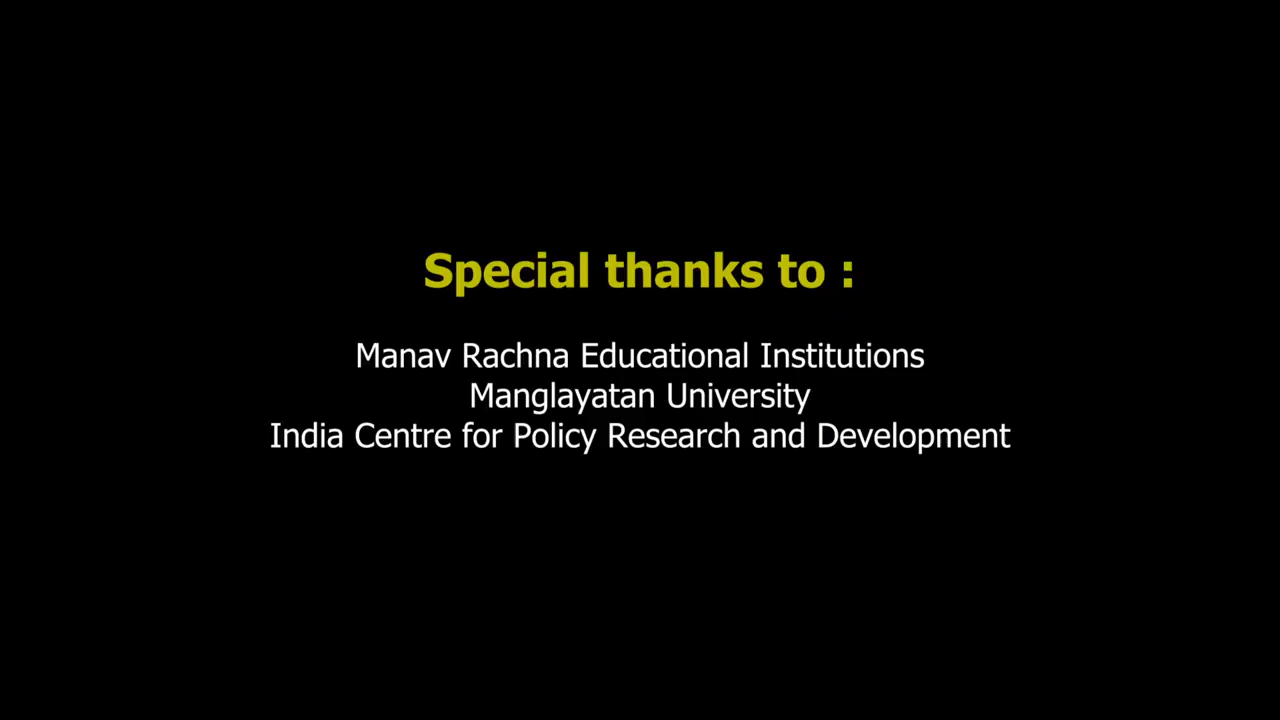 Special thanks to :
Manav Rachna Educational Institutions
Manglayatan University
India Centre for Policy Research and Development